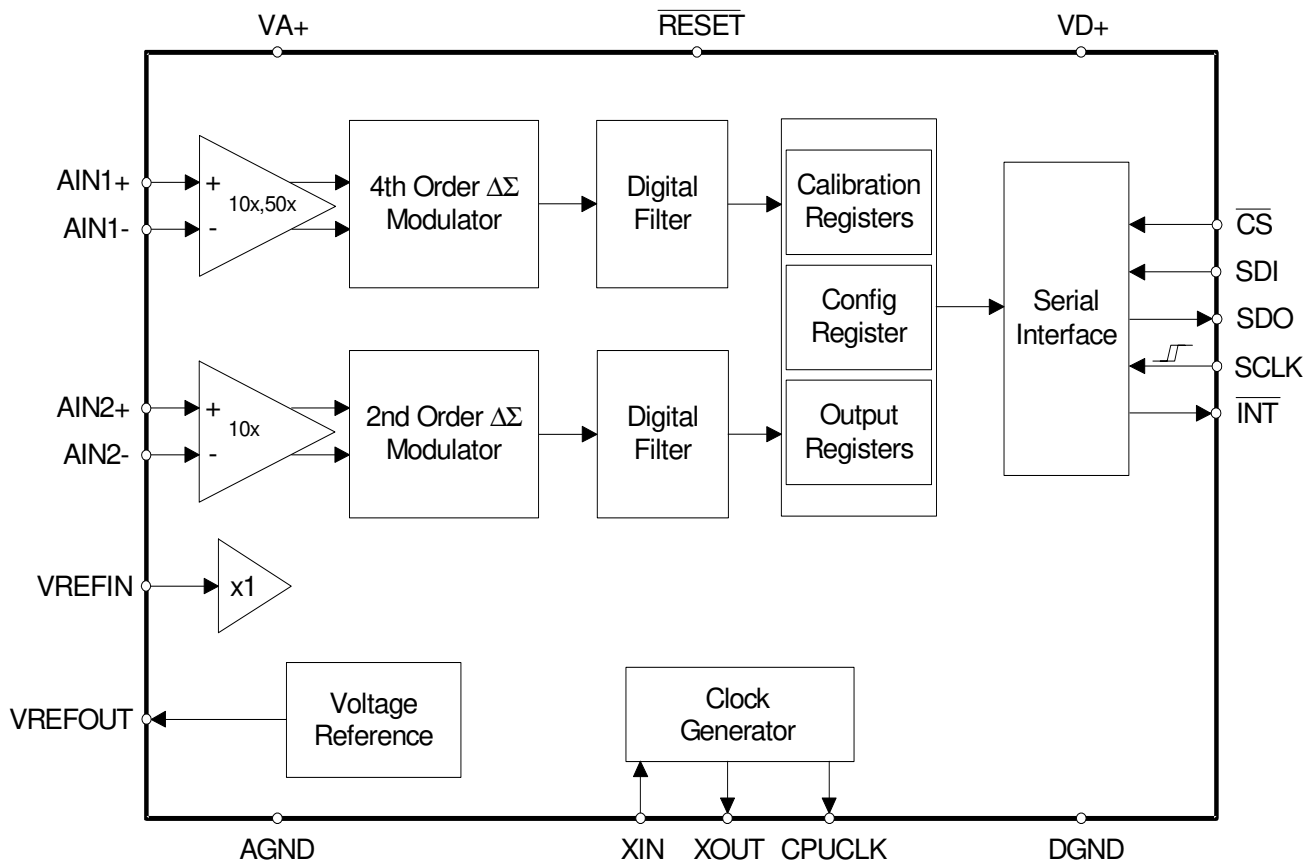 VA+
RESET
VD+
AIN1+
AIN1-
+
-
10x,50x
4th Order ΔΣ
Modulator
Digital
Filter
Calibration
Registers
Config
Register
Output
Registers
Serial
Interface
CS
SDI
SDO
SCLK
INT
AIN2+
AIN2-
+
-
10x
2nd Order ΔΣ
Modulator
Digital
Filter
VREFIN
x1
VREFOUT
Voltage
Reference
Clock
Generator
AGND
XIN
XOUT
CPUCLK
DGND